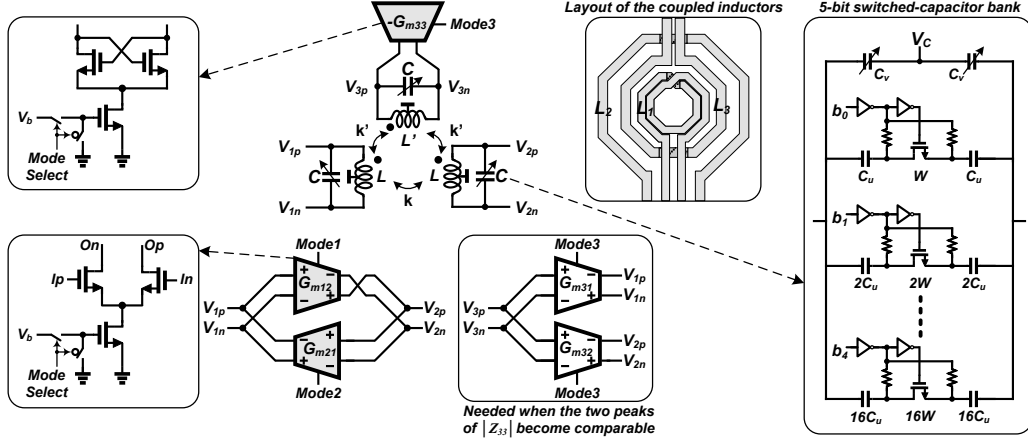 -Gm33
Mode3
V3p
C
V3n
L'
k'
k'
V1p
V2p
C
L
L
C
k
V1n
V2n
Vb
Mode
Select
On
Op
Ip
In
Vb
Mode
Select
Mode1
Gm12
V1p
V1n
V2p
V2n
Gm21
Mode2
Mode3
Gm31
V1p
V1n
V3p
V3n
Gm32
V2p
V2n
Mode3
Needed when the two peaks
of |Z33| become comparable
Layout of the coupled inductors
L2
L1
L3
5-bit switched-capacitor bank
VC
Cv
Cv
b0
Cu
W
Cu
b1
2Cu
2W
2Cu
b4
16Cu
16W
16Cu